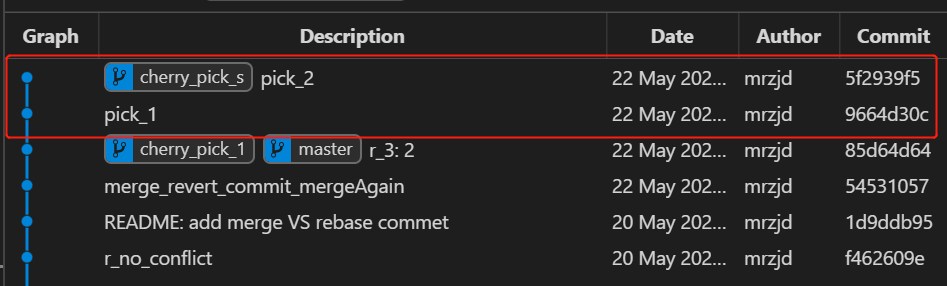 Graph Description Date Author Commit
cherry_pick_s pick_2 22 May 202... mrzjd 5f2939f5
pick_1 22 May 202... mrzjd 9664d30c
cherry_pick_1 master r_3: 2 22 May 202... mrzjd 85d64d64
merge_revert_commit_mergeAgain 22 May 202... mrzjd 54531057
README: add merge VS rebase commet 20 May 202... mrzjd 1d9ddb95
r_no_conflict 20 May 202... mrzjd f462609e